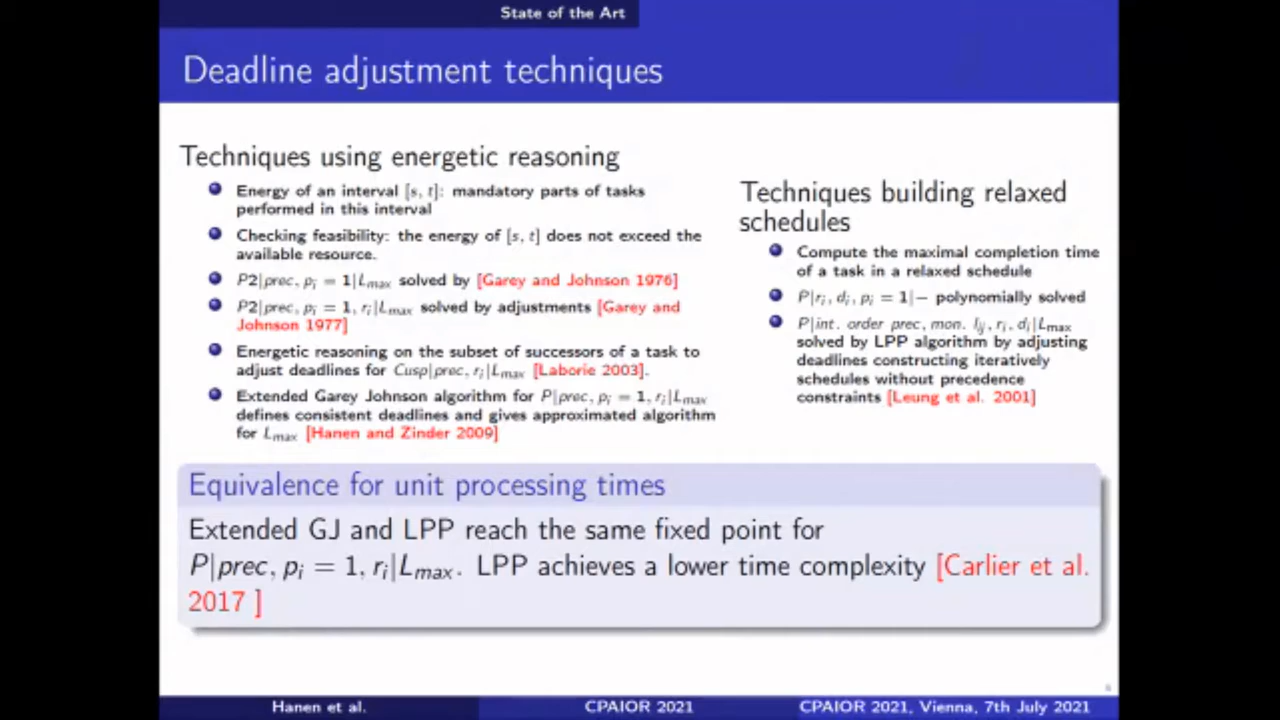 State of the Art
Deadline adjustment techniques
Techniques using energetic reasoning
Energy of an interval [s, t]: mandatory parts of tasks
performed in this interval
Checking feasibility: the energy of [s, t] does not exceed the
available resource.
P2|prec, pi = 1|Lmax solved by [Garey and Johnson 1976]
P2|prec, pi = 1, ri|Lmax solved by adjustments [Garey and
Johnson 1977]
Energetic reasoning on the subset of successors of a task to
adjust deadlines for Cusp|prec, ri|Lmax [Laborie 2003].
Extended Garey Johnson algorithm for P|prec, pi = 1, ri|Lmax
defines consistent deadlines and gives approximated algorithm
for Lmax [Hanen and Zinder 2009]
Techniques building relaxed
schedules
Compute the maximal completion time
of a task in a relaxed schedule
P|ri, di, pi = 1|− polynomially solved
P|int. order prec, mon. lij, ri, di|Lmax
solved by LPP algorithm by adjusting
deadlines constructing iteratively
schedules without precedence
constraints [Leung et al. 2001]
Equivalence for unit processing times
Extended GJ and LPP reach the same fixed point for
P|prec, pi = 1, ri|Lmax. LPP achieves a lower time complexity [Carlier et al.
2017 ]
Hanen et al.
CPAIOR 2021
CPAIOR 2021, Vienna, 7th July 2021